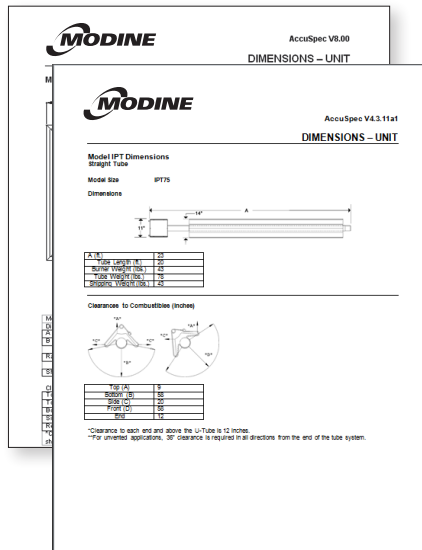 MODINE
AccuSpec V8.00
DIMENSIONS – UNIT
M
MODINE
AccuSpec V4.3.11a1
DIMENSIONS – UNIT
Model IPT Dimensions
Straight Tube
Model Size IPT75
Dimensions
A
14"
11"
A (ft.) 23
Tube Length (ft.) 20
Burner Weight (lbs.) 43
Tube Weight (lbs.) 78
Shipping Weight (lbs.) 43
Clearances to Combustibles (Inches)
"A" "A"
"C" "C" "C"
"B" "B"
Top (A) 9
Bottom (B) 58
Side (C) 20
Front (D) 56
End 12
*Clearance to each end and above the U-Tube is 12 inches.
**For unvented applications, 38" clearance is required in all directions from the end of the tube system.